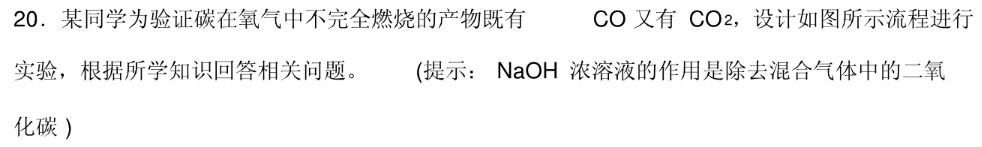 20．某同学为验证碳在氧气中不完全燃烧的产物既有 CO 又有 CO2，设计如图所示流程进行
实验，根据所学知识回答相关问题。 (提示： NaOH 浓溶液的作用是除去混合气体中的二氧
化碳 )